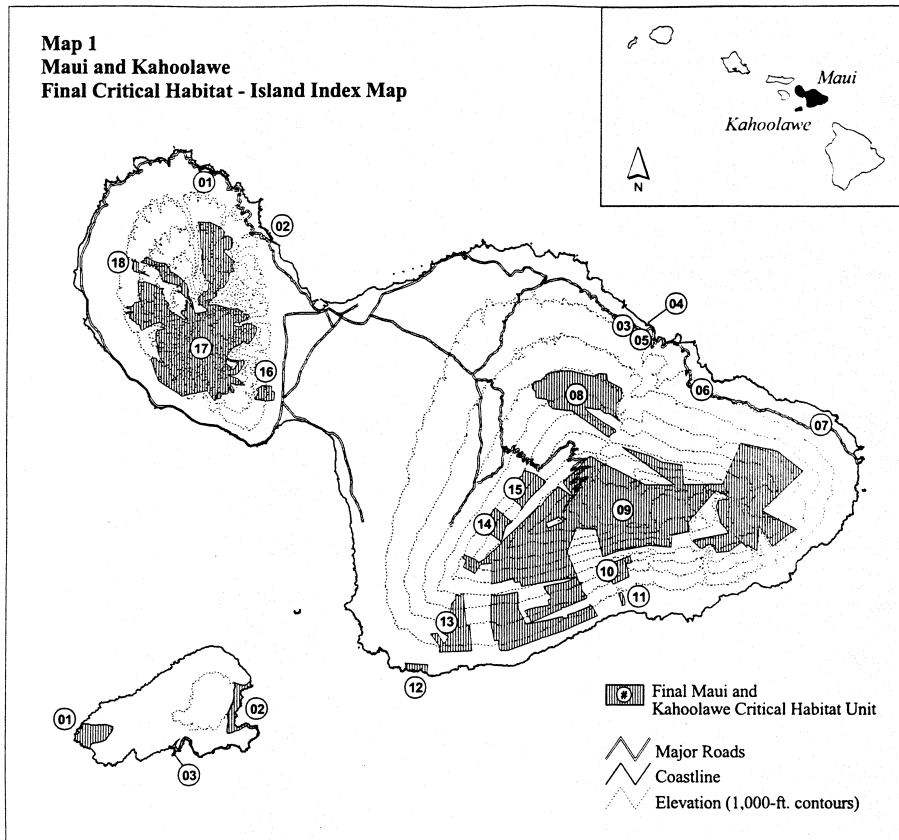 Map 1
Maui and Kahoolawe
Final Critical Habitat - Island Index Map
Maui
Kahoolawe
N
01
02
18
17
16
04
03
05
06
08
07
15
09
14
10
11
13
12
01
02
03
# Final Maui and
Kahoolawe Critical Habitat Unit
Major Roads
Coastline
Elevation (1,000-ft. contours)